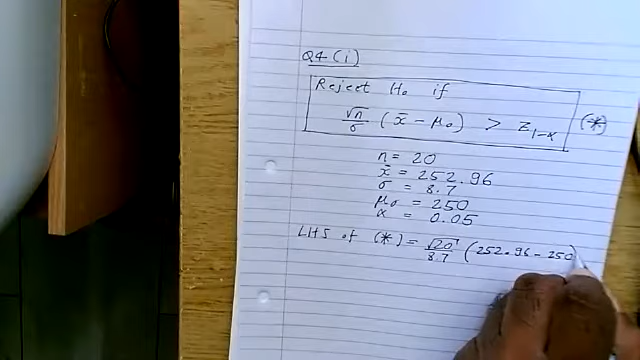 Q4 (i)
Reject H₀ if
√n/σ (x̄ - μ₀) > z₁₋α (*)
n = 20
x̄ = 252.96
σ = 8.7
μ₀ = 250
α = 0.05
LHS of (*) = √20/8.7 (252.96 - 250)